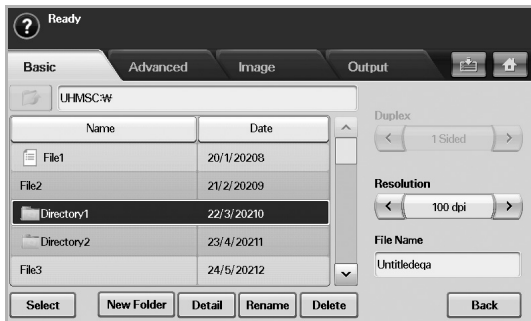 Ready
Basic Advanced Image Output
UHMSC:₩
Name Date
File1 20/1/20208
File2 21/2/20209
Directory1 22/3/20210
Directory2 23/4/20211
File3 24/5/20212
Duplex
1 Sided
Resolution
100 dpi
File Name
Untitledeqa
Select New Folder Detail Rename Delete Back